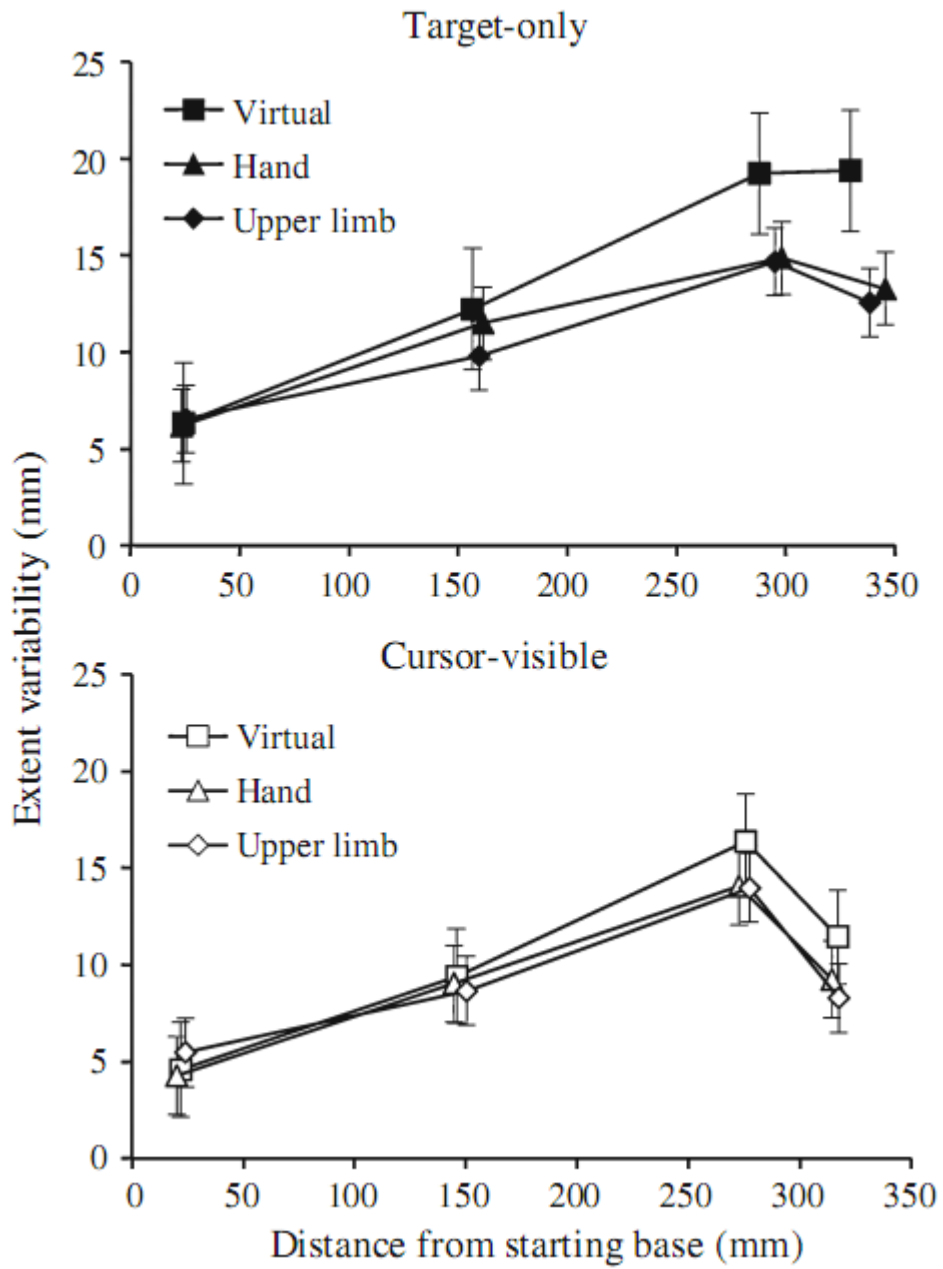 Target-only
25
20
15
10
5
0
Virtual
Hand
Upper limb
0 50 100 150 200 250 300 350
Extent variability (mm)
Cursor-visible
25
20
15
10
5
0
Virtual
Hand
Upper limb
0 50 100 150 200 250 300 350
Distance from starting base (mm)